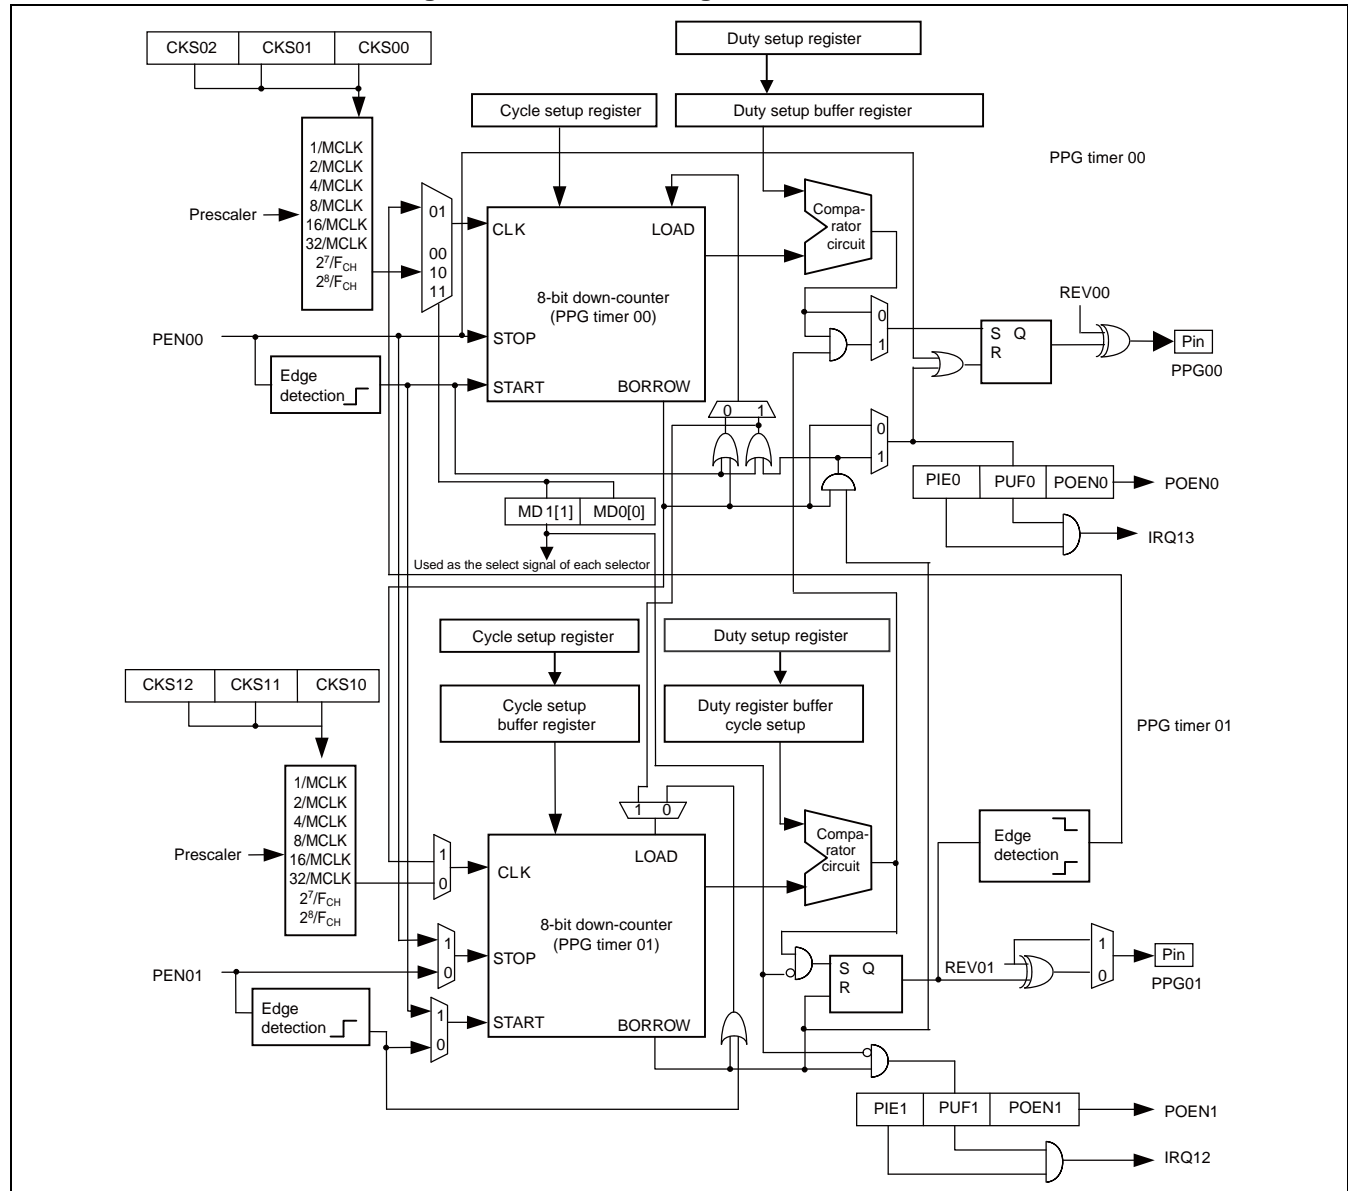 CKS02 CKS01 CKS00
Duty setup register
Cycle setup register
Duty setup buffer register
PPG timer 00
1/MCLK
2/MCLK
4/MCLK
8/MCLK
16/MCLK
32/MCLK
2⁷/F_CH
2⁸/F_CH
Prescaler
01
00
10
11
CLK
LOAD
8-bit down-counter
(PPG timer 00)
STOP
START
BORROW
Compa-
rator
circuit
PEN00
Edge
detection
0
1
S Q
R
REV00
Pin
PPG00
0 1
0
1
PIE0 PUF0 POEN0
POEN0
IRQ13
MD 1[1] MD0[0]
Used as the select signal of each selector
Cycle setup register
Duty setup register
CKS12 CKS11 CKS10
Cycle setup
buffer register
Duty register buffer
cycle setup
PPG timer 01
1/MCLK
2/MCLK
4/MCLK
8/MCLK
16/MCLK
32/MCLK
2⁷/F_CH
2⁸/F_CH
Prescaler
1
0
1 0
CLK
LOAD
8-bit down-counter
(PPG timer 01)
STOP
START
BORROW
Compa-
rator
circuit
Edge
detection
1
0
PEN01
Edge
detection
1
0
S Q
R
REV01
1
0
Pin
PPG01
PIE1 PUF1 POEN1
POEN1
IRQ12